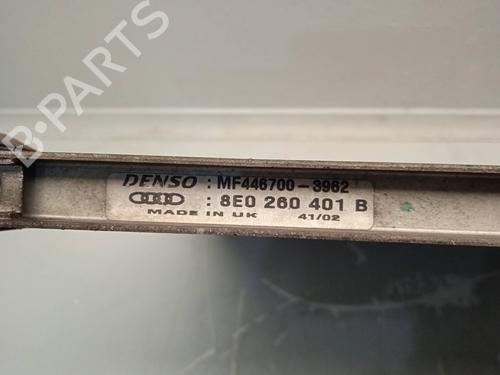 DENSO : MF446700-3962
: 8E0 260 401 B
MADE IN UK 41/02
B-PARTS